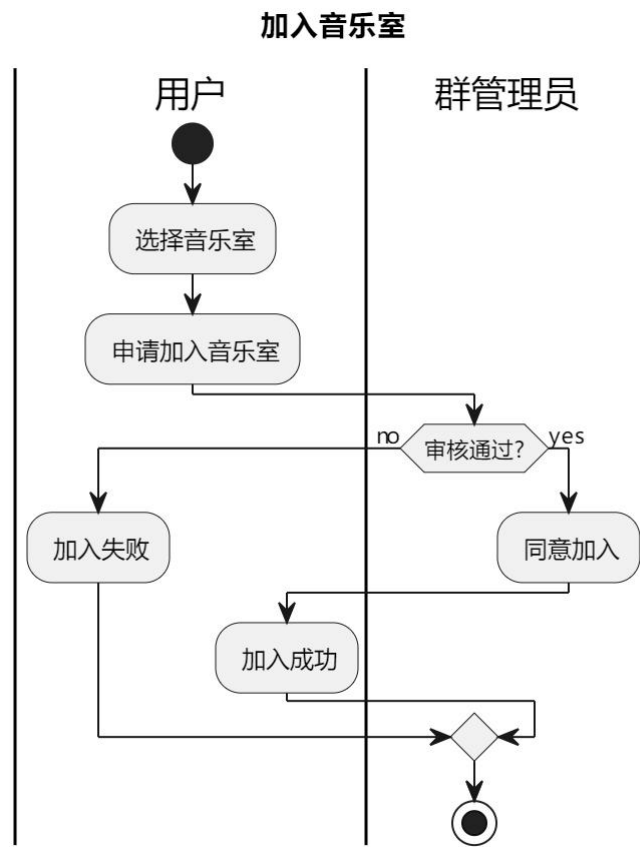 加入音乐室
用户
群管理员
选择音乐室
申请加入音乐室
no
审核通过?
yes
加入失败
同意加入
加入成功